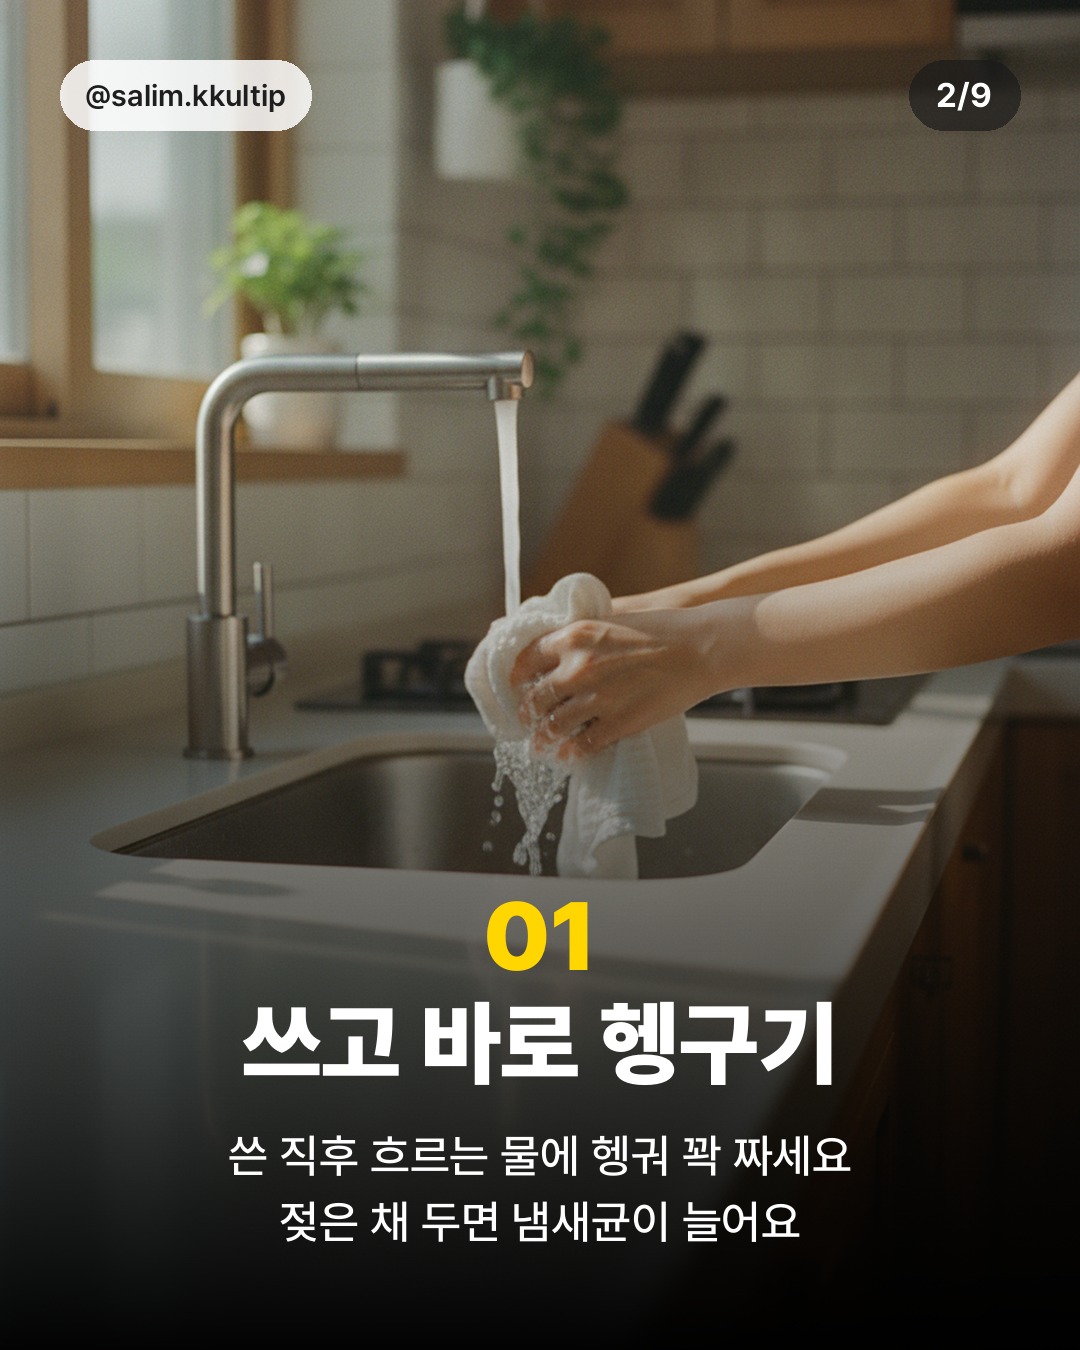 @salim.kkultip
2/9
01
쓰고 바로 헹구기
쓴 직후 흐르는 물에 헹궈 꽉 짜세요
젖은 채 두면 냄새균이 늘어요